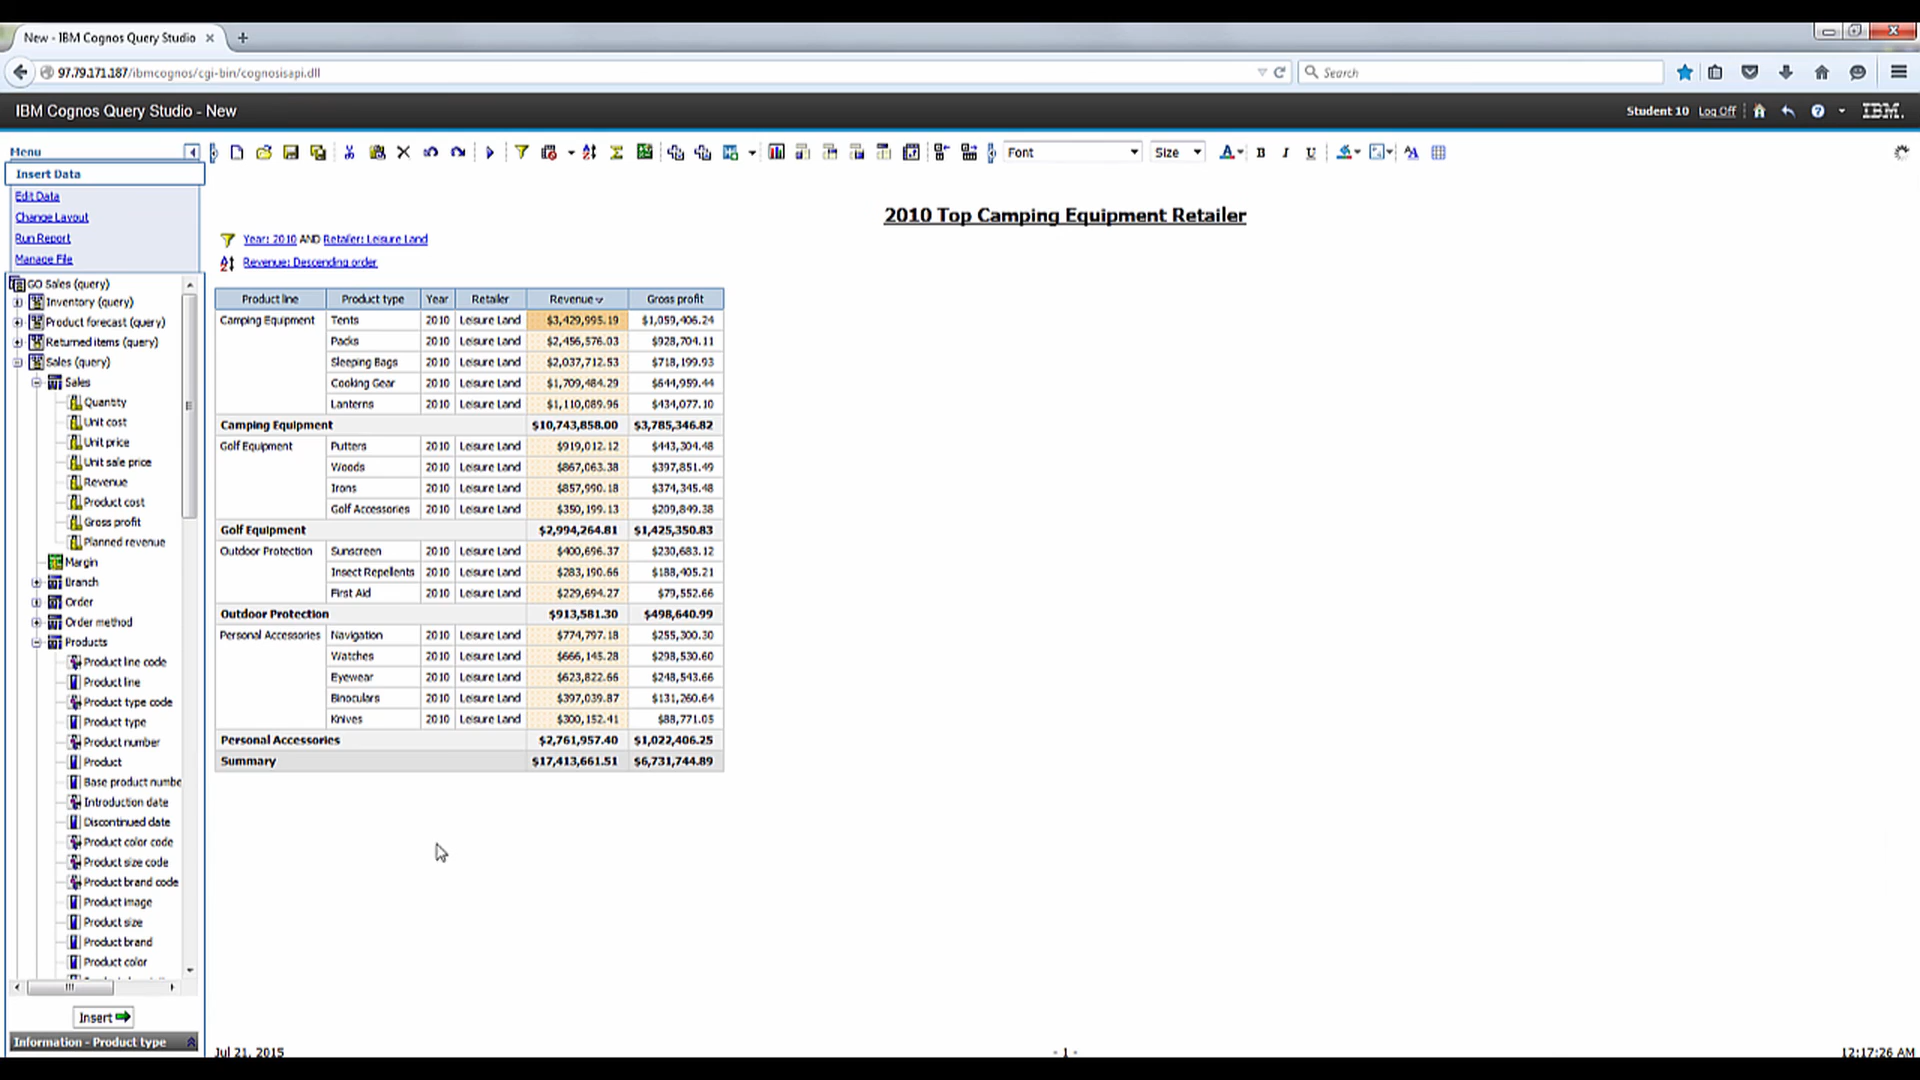 New - IBM Cognos Query Studio
97.79.171.187/ibmcognos/cgi-bin/cognosisapi.dll
Search
IBM Cognos Query Studio - New
Student 10 Log Off IBM.
Menu
Font Size A B I U
Insert Data
Edit Data
Change Layout
Run Report
Manage File
GO Sales (query)
Inventory (query)
Product forecast (query)
Returned items (query)
Sales (query)
Sales
Quantity
Unit cost
Unit price
Unit sale price
Revenue
Product cost
Gross profit
Planned revenue
Margin
Branch
Order
Order method
Products
Product line code
Product line
Product type code
Product type
Product number
Product
Base product numbe
Introduction date
Discontinued date
Product color code
Product size code
Product brand code
Product image
Product size
Product brand
Product color
Insert
Information - Product type
2010 Top Camping Equipment Retailer
Year: 2010 AND Retailer: Leisure Land
Revenue: Descending order
Product line Product type Year Retailer Revenue Gross profit
Camping Equipment Tents 2010 Leisure Land $3,429,995.19 $1,059,406.24
Packs 2010 Leisure Land $2,456,576.03 $928,704.11
Sleeping Bags 2010 Leisure Land $2,037,712.53 $718,199.93
Cooking Gear 2010 Leisure Land $1,709,484.29 $644,959.44
Lanterns 2010 Leisure Land $1,110,089.96 $434,077.10
Camping Equipment $10,743,858.00 $3,785,346.82
Golf Equipment Putters 2010 Leisure Land $919,012.12 $443,304.48
Woods 2010 Leisure Land $867,063.38 $397,851.49
Irons 2010 Leisure Land $857,990.18 $374,345.48
Golf Accessories 2010 Leisure Land $350,199.13 $209,849.38
Golf Equipment $2,994,264.81 $1,425,350.83
Outdoor Protection Sunscreen 2010 Leisure Land $400,696.37 $230,683.12
Insect Repellents 2010 Leisure Land $283,190.66 $188,405.21
First Aid 2010 Leisure Land $229,694.27 $79,552.66
Outdoor Protection $913,581.30 $498,640.99
Personal Accessories Navigation 2010 Leisure Land $774,797.18 $255,300.30
Watches 2010 Leisure Land $666,145.28 $298,530.60
Eyewear 2010 Leisure Land $623,822.66 $248,543.66
Binoculars 2010 Leisure Land $397,039.87 $131,260.64
Knives 2010 Leisure Land $300,152.41 $88,771.05
Personal Accessories $2,761,957.40 $1,022,406.25
Summary $17,413,661.51 $6,731,744.89
Jul 21, 2015 - 1 - 12:17:26 AM